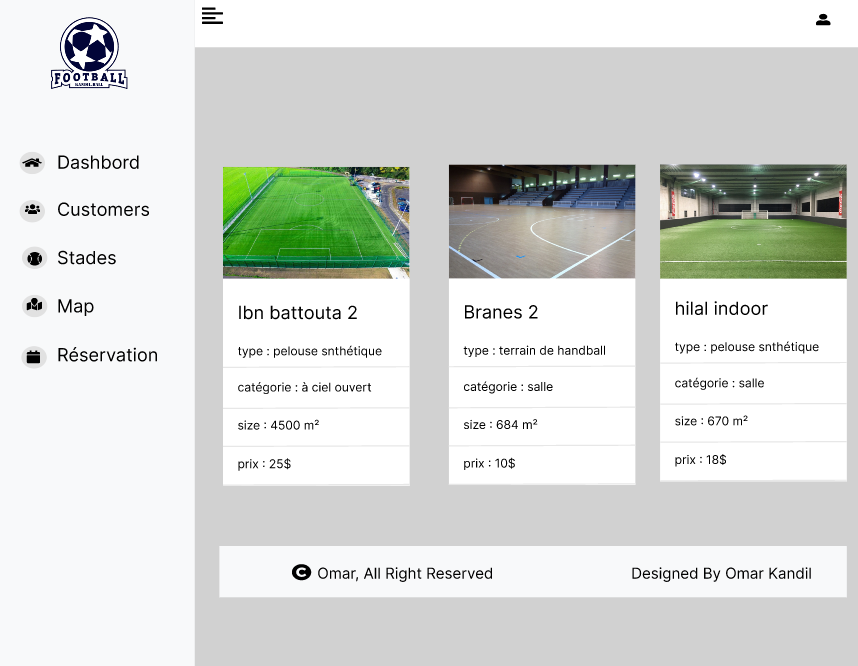 FOOTBALL
KANDIL.BALL
Dashbord
Customers
Stades
Map
Réservation
Ibn battouta 2
type : pelouse snthétique
catégorie : à ciel ouvert
size : 4500 m²
prix : 25$
Branes 2
type : terrain de handball
catégorie : salle
size : 684 m²
prix : 10$
hilal indoor
type : pelouse snthétique
catégorie : salle
size : 670 m²
prix : 18$
© Omar, All Right Reserved
Designed By Omar Kandil